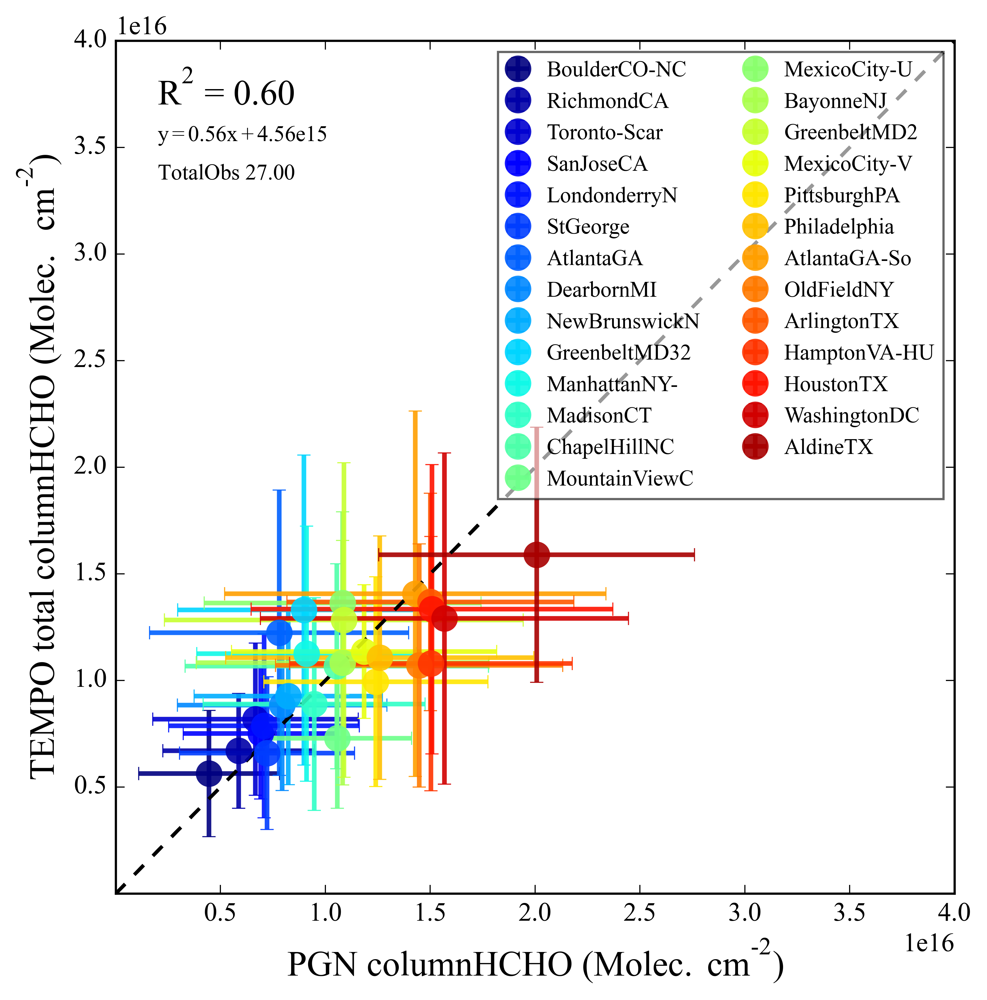 1e16
4.0
3.5
3.0
2.5
2.0
1.5
1.0
0.5
TEMPO total columnHCHO (Molec. cm-2)
R2 = 0.60
y=0.56x+4.56e15
TotalObs 27.00
BoulderCO-NC
RichmondCA
Toronto-Scar
SanJoseCA
LondonderryN
StGeorge
AtlantaGA
DearbornMI
NewBrunswickN
GreenbeltMD32
ManhattanNY-
MadisonCT
ChapelHillNC
MountainViewC
MexicoCity-U
BayonneNJ
GreenbeltMD2
MexicoCity-V
PittsburghPA
Philadelphia
AtlantaGA-So
OldFieldNY
ArlingtonTX
HamptonVA-HU
HoustonTX
WashingtonDC
AldineTX
0.5 1.0 1.5 2.0 2.5 3.0 3.5 4.0
1e16
PGN columnHCHO (Molec. cm-2)